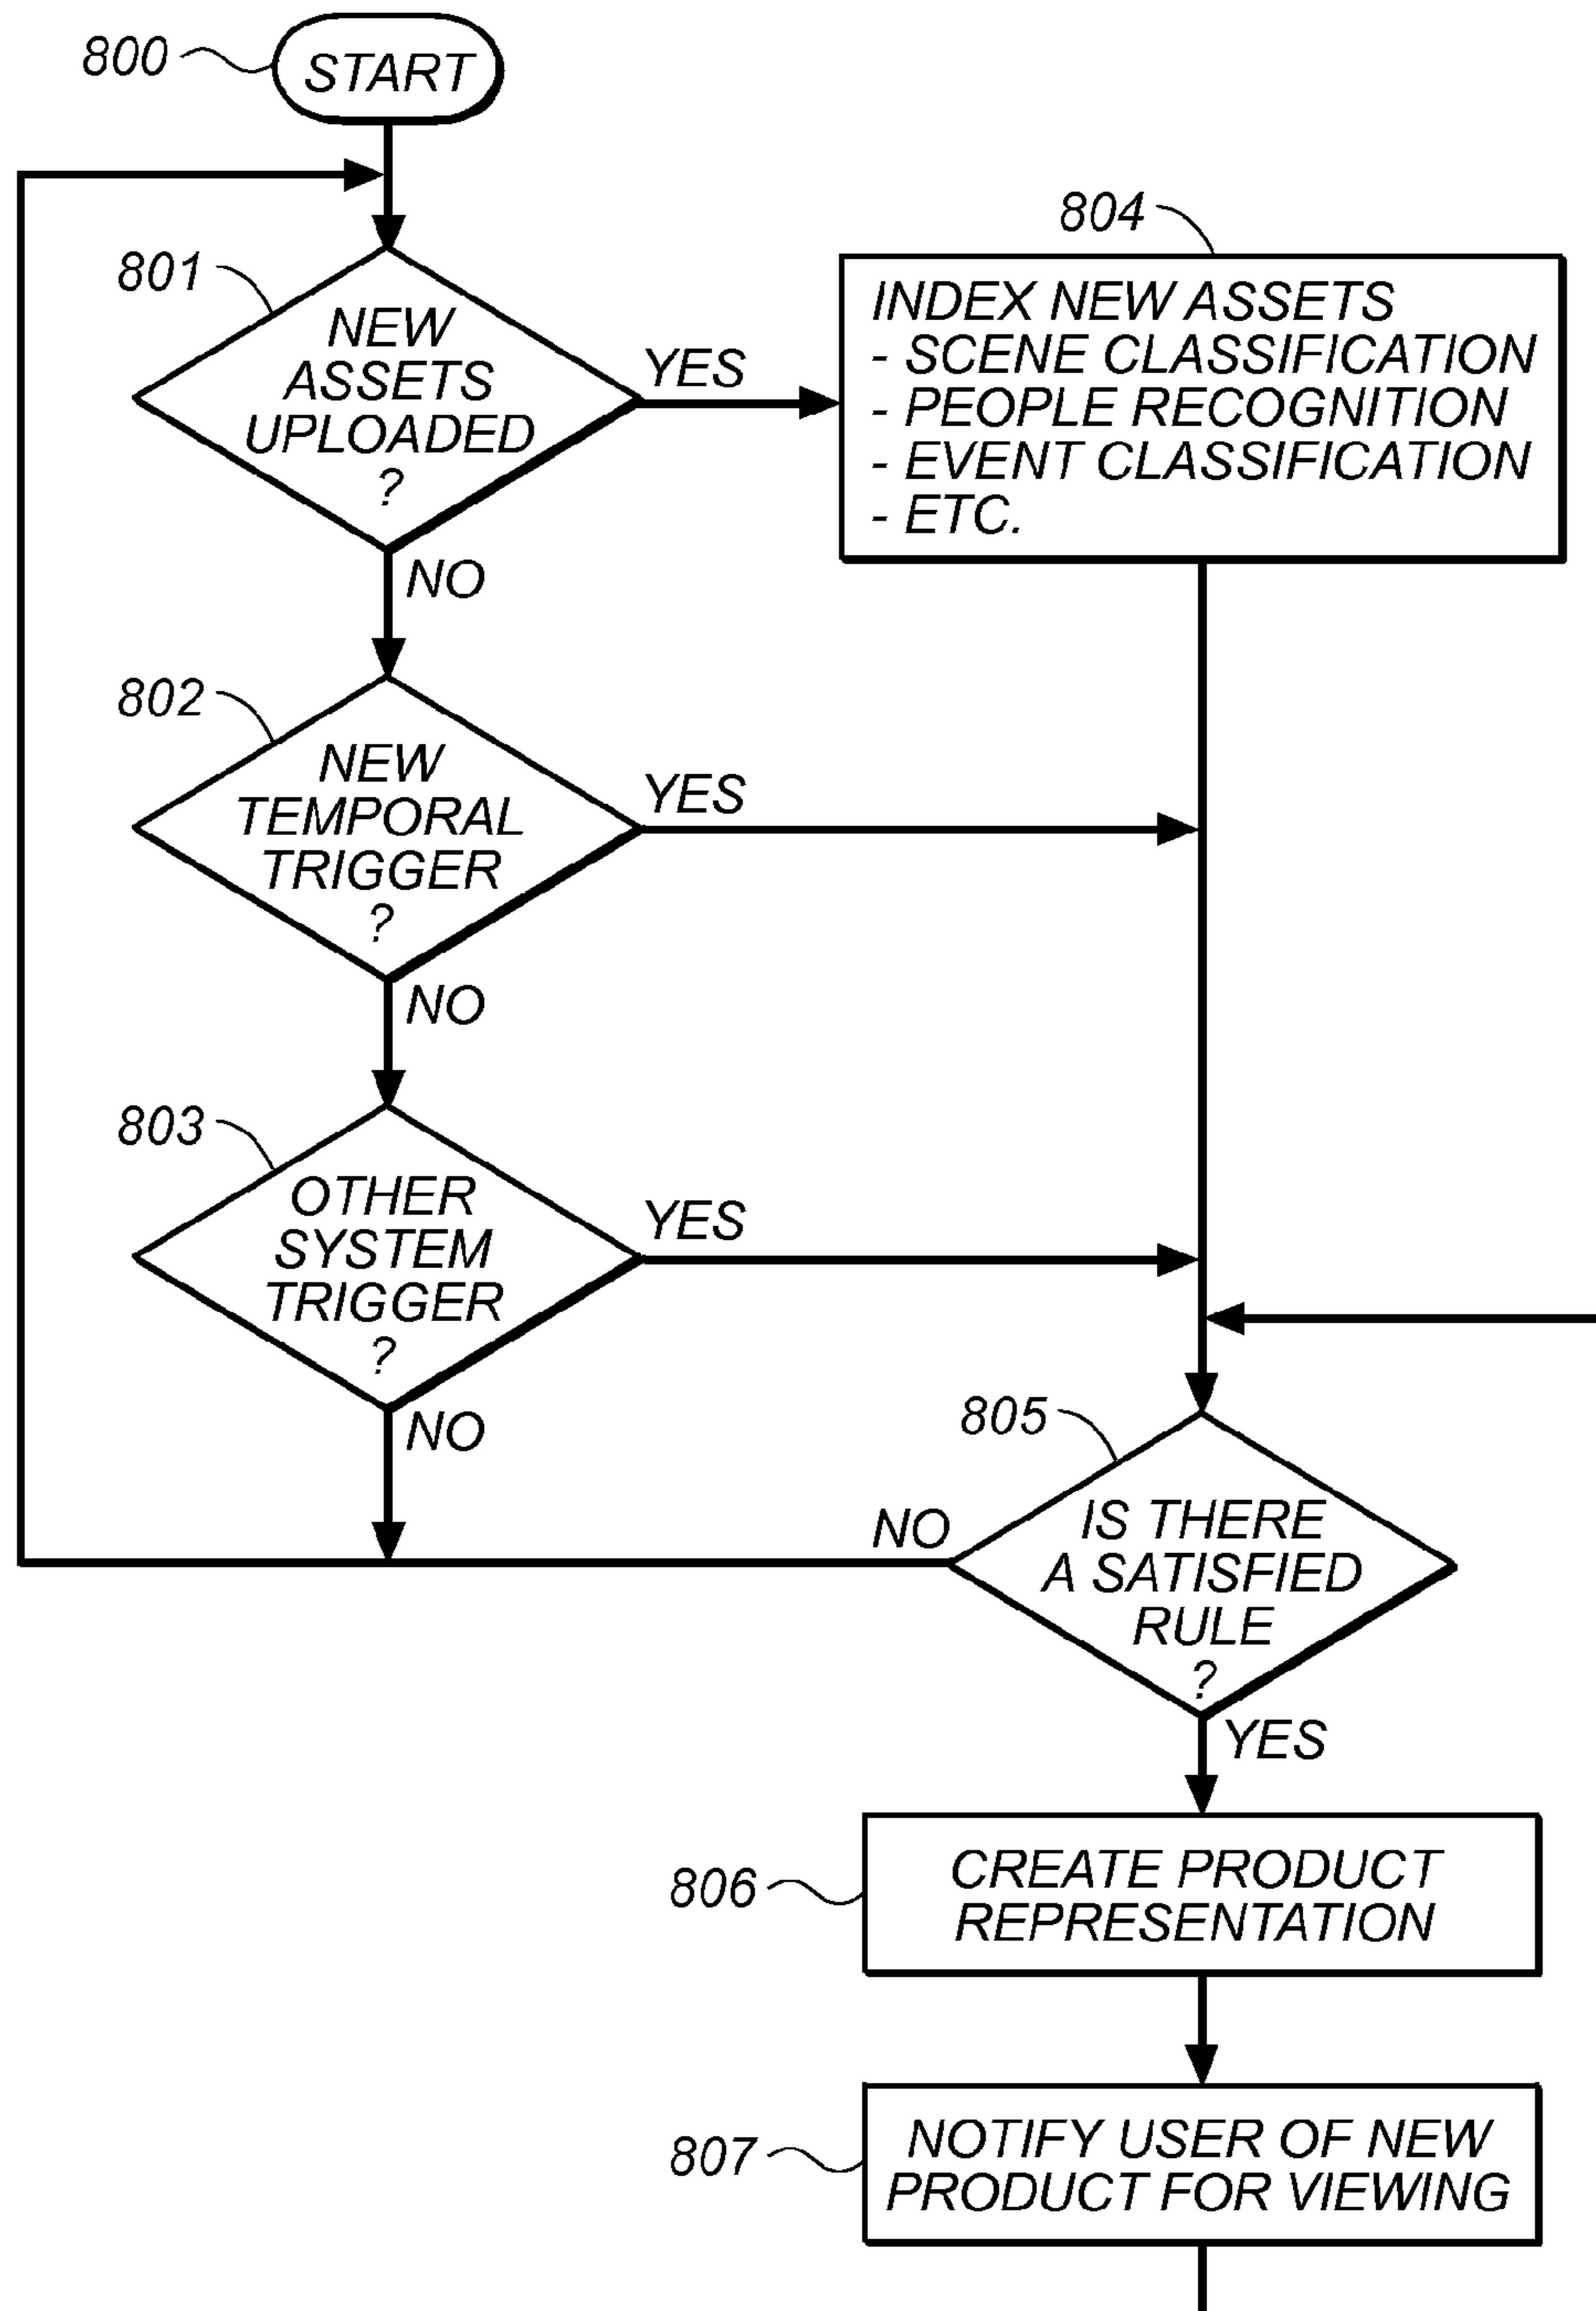 800
START
801
NEW
ASSETS
UPLOADED
?
YES
NO
804
INDEX NEW ASSETS
- SCENE CLASSIFICATION
- PEOPLE RECOGNITION
- EVENT CLASSIFICATION
- ETC.
802
NEW
TEMPORAL
TRIGGER
?
YES
NO
803
OTHER
SYSTEM
TRIGGER
?
YES
NO
805
IS THERE
A SATISFIED
RULE
?
NO
YES
806
CREATE PRODUCT
REPRESENTATION
807
NOTIFY USER OF NEW
PRODUCT FOR VIEWING